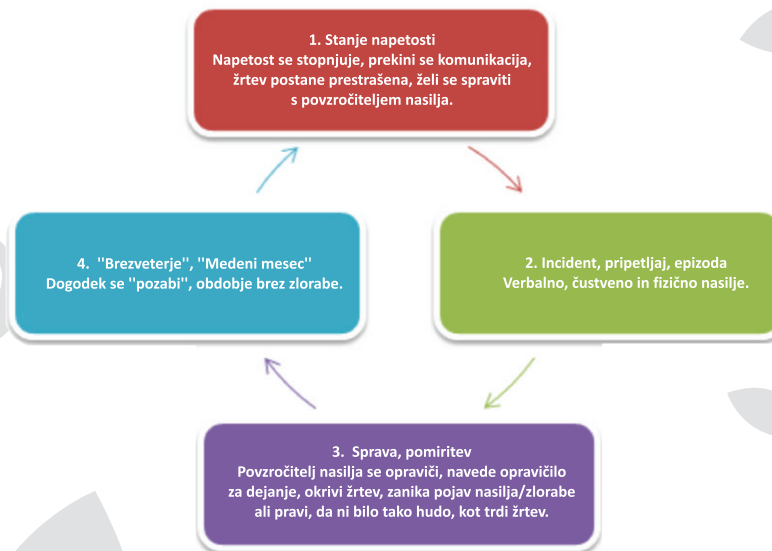 1. Stanje napetosti
Napetost se stopnjuje, prekini se komunikacija,
žrtev postane prestrašena, želi se spraviti
s povzročiteljem nasilja.
2. Incident, pripetljaj, epizoda
Verbalno, čustveno in fizično nasilje.
3. Sprava, pomiritev
Povzročitelj nasilja se opraviči, navede opravičilo
za dejanje, okrivi žrtev, zanika pojav nasilja/zlorabe
ali pravi, da ni bilo tako hudo, kot trdi žrtev.
4. "Brezveterje", "Medeni mesec"
Dogodek se "pozabi", obdobje brez zlorabe.